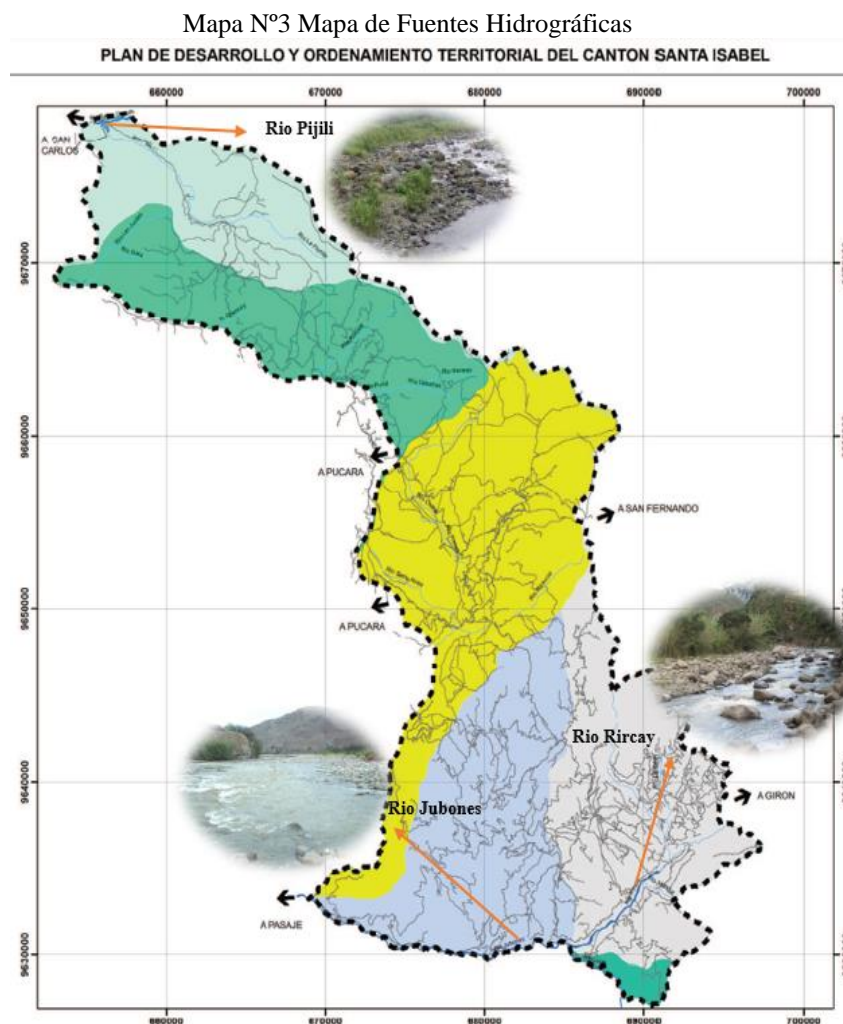 Mapa Nº3 Mapa de Fuentes Hidrográficas
PLAN DE DESARROLLO Y ORDENAMIENTO TERRITORIAL DEL CANTON SANTA ISABEL
660000 670000 680000 690000 700000
A. SAN
CARLOS
Rio Pijili
9670000
9660000
A PUCARA
A SAN FERNANDO
9650000
A PUCARA
Rio Rircay
9640000
A GIRON
Rio Jubones
A PASAJE
9630000
660000 670000 680000 690000 700000